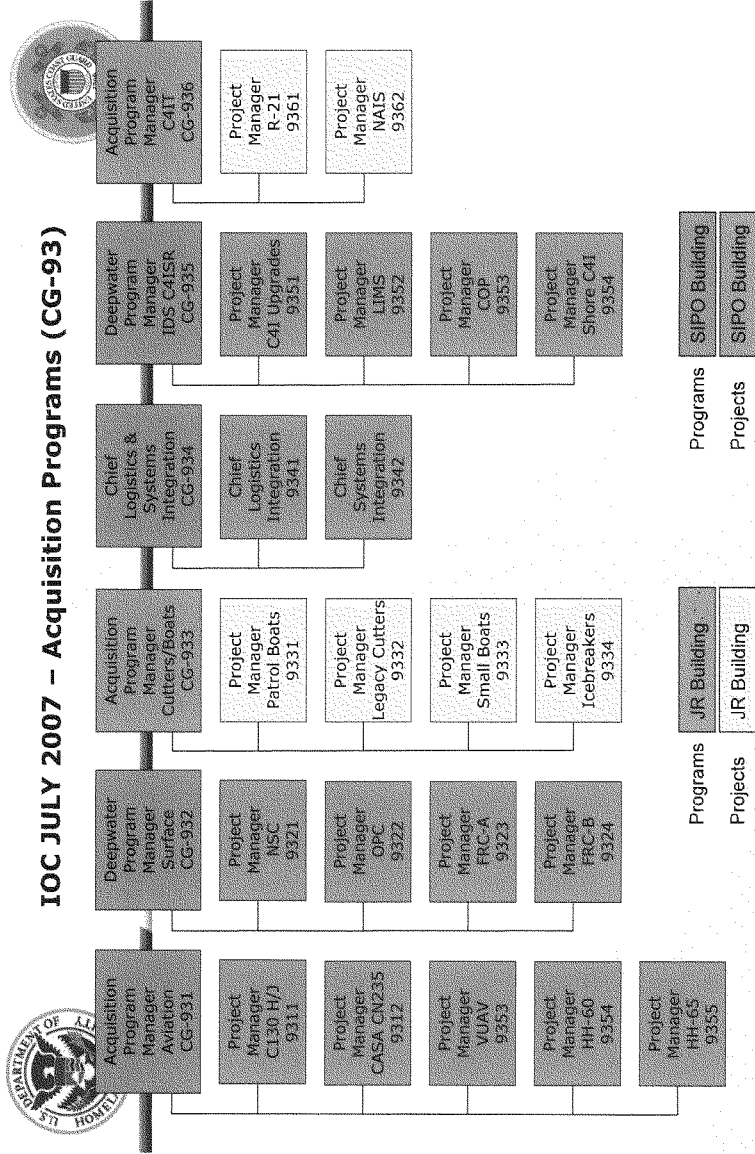 IOC JULY 2007 – Acquisition Programs (CG-93)
U.S. DEPARTMENT OF
HOMELA
UNITED STATES COAST GUARD
Acquisition
Program
Manager
Aviation
CG-931
Project
Manager
C130 H/J
9311
Project
Manager
CASA CN235
9312
Project
Manager
VUAV
9353
Project
Manager
HH-60
9354
Project
Manager
HH-65
9355
Deepwater
Program
Manager
Surface
CG-932
Project
Manager
NSC
9321
Project
Manager
OPC
9322
Project
Manager
FRC-A
9323
Project
Manager
FRC-B
9324
Acquisition
Program
Manager
Cutters/Boats
CG-933
Project
Manager
Patrol Boats
9331
Project
Manager
Legacy Cutters
9332
Project
Manager
Small Boats
9333
Project
Manager
Icebreakers
9334
Chief
Logistics &
Systems
Integration
CG-934
Chief
Logistics
Integration
9341
Chief
Systems
Integration
9342
Deepwater
Program
Manager
IDS C4ISR
CG-935
Project
Manager
C4I Upgrades
9351
Project
Manager
LIMS
9352
Project
Manager
COP
9353
Project
Manager
Shore C4I
9354
Acquisition
Program
Manager
C4IT
CG-936
Project
Manager
R-21
9361
Project
Manager
NAIS
9362
Programs JR Building
Projects JR Building
Programs SIPO Building
Projects SIPO Building